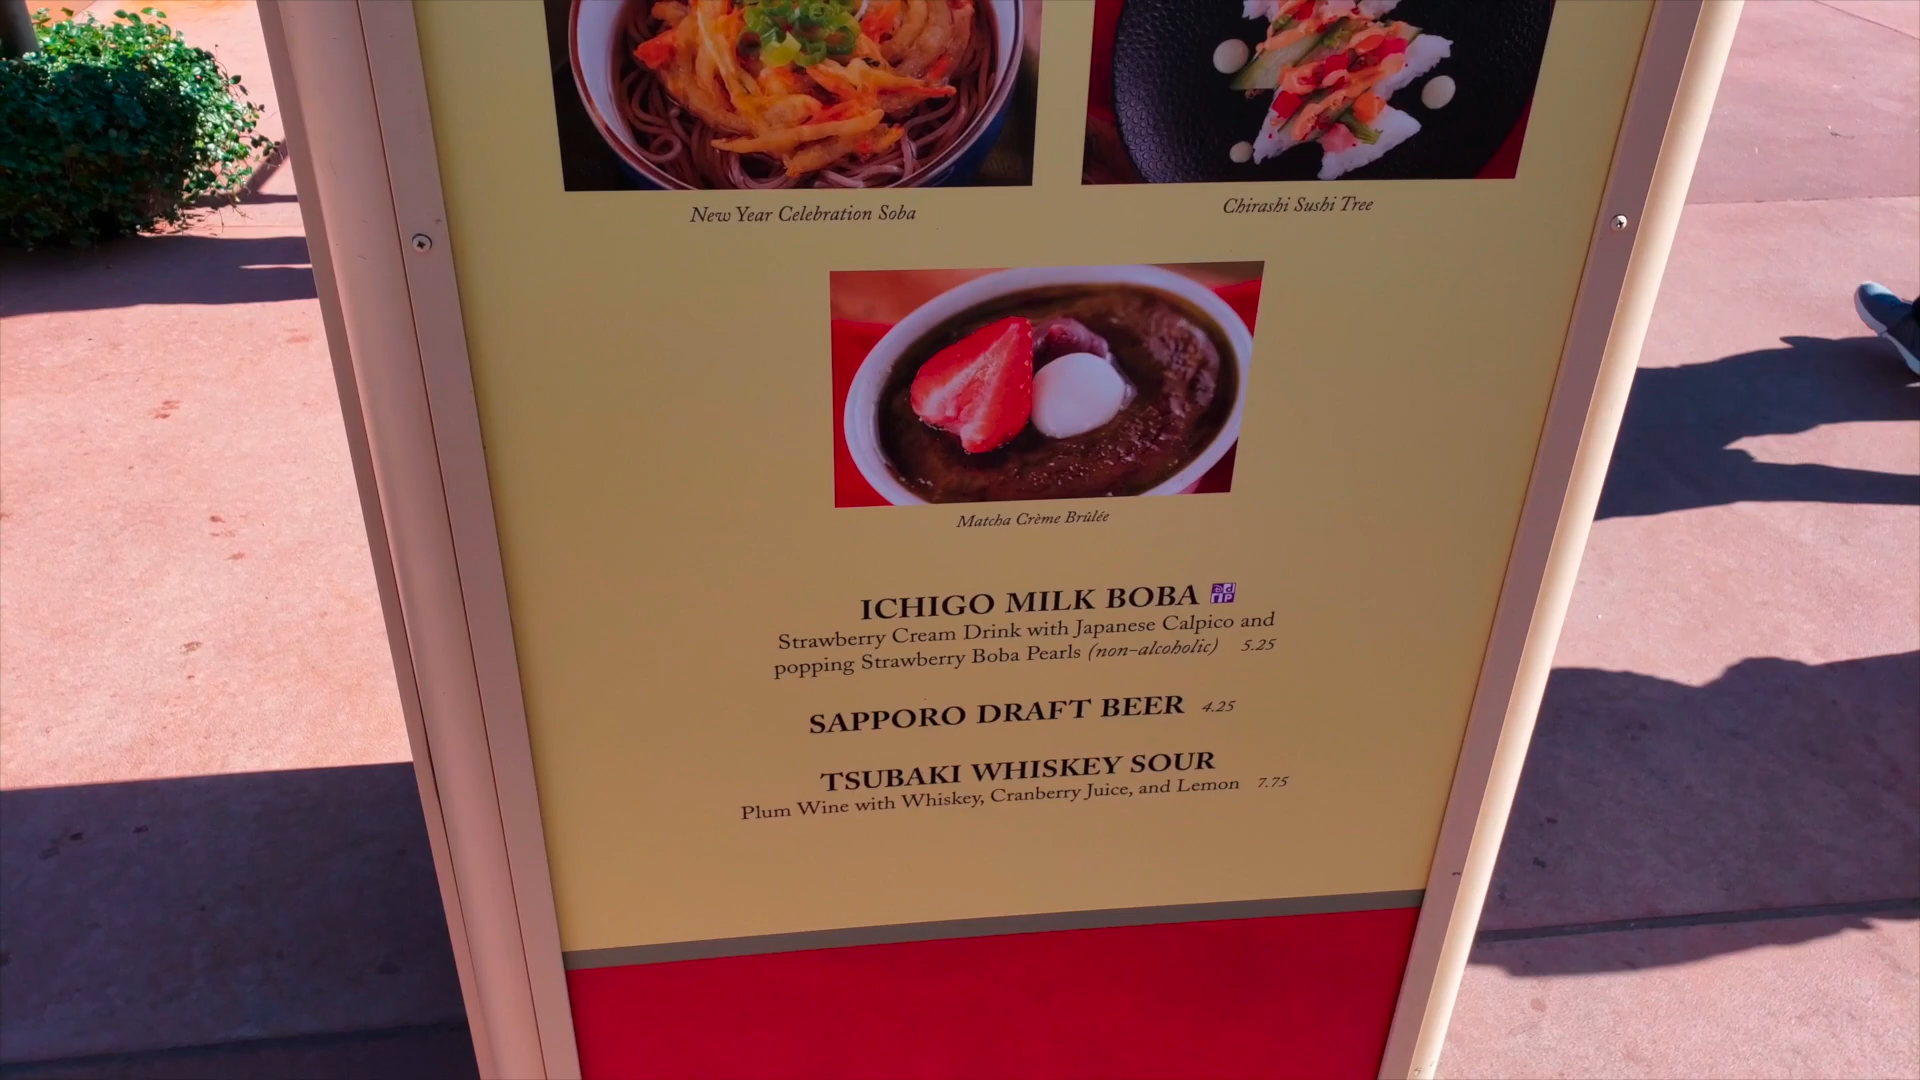 New Year Celebration Soba
Chirashi Sushi Tree
Matcha Crème Brûlée
ICHIGO MILK BOBA
Strawberry Cream Drink with Japanese Calpico and
popping Strawberry Boba Pearls (non-alcoholic) 5.25
SAPPORO DRAFT BEER 4.25
TSUBAKI WHISKEY SOUR
Plum Wine with Whiskey, Cranberry Juice, and Lemon 7.75